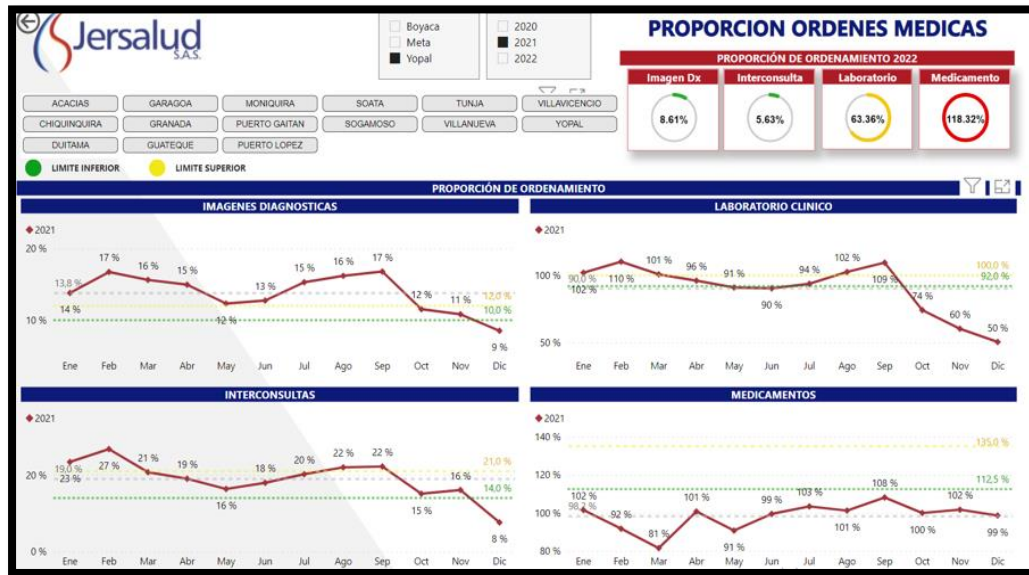 Jersalud
S.A.S.
Boyaca
Meta
Yopal
2020
2021
2022
PROPORCION ORDENES MEDICAS
PROPORCIÓN DE ORDENAMIENTO 2022
Imagen Dx Interconsulta Laboratorio Medicamento
8.61% 5.63% 63.36% 118.32%
ACACIAS GARAGOA MONIQUIRA SOATA TUNJA VILLAVICENCIO
CHIQUINQUIRA GRANADA PUERTO GAITAN SOGAMOSO VILLANUEVA YOPAL
DUITAMA GUATEQUE PUERTO LOPEZ
LIMITE INFERIOR LIMITE SUPERIOR
PROPORCIÓN DE ORDENAMIENTO
IMAGENES DIAGNOSTICAS
2021
20 %
10 %
13,8 %
14 % 17 % 16 % 15 % 12 % 13 % 15 % 16 % 17 % 12 % 11 % 9 %
12,0 %
10,0 %
Ene Feb Mar Abr May Jun Jul Ago Sep Oct Nov Dic
LABORATORIO CLINICO
2021
100 %
50 %
90,0 %
102 % 110 % 101 % 96 % 91 % 90 % 94 % 102 % 109 % 74 % 60 % 50 %
100,0 %
92,0 %
Ene Feb Mar Abr May Jun Jul Ago Sep Oct Nov Dic
INTERCONSULTAS
2021
20 %
0 %
19,0 %
23 % 27 % 21 % 19 % 16 % 18 % 20 % 22 % 22 % 15 % 16 % 8 %
21,0 %
14,0 %
Ene Feb Mar Abr May Jun Jul Ago Sep Oct Nov Dic
MEDICAMENTOS
2021
140 %
120 %
100 %
80 %
98,2 %
102 % 92 % 81 % 101 % 91 % 99 % 103 % 101 % 108 % 100 % 102 % 99 %
135,0 %
112,5 %
Ene Feb Mar Abr May Jun Jul Ago Sep Oct Nov Dic